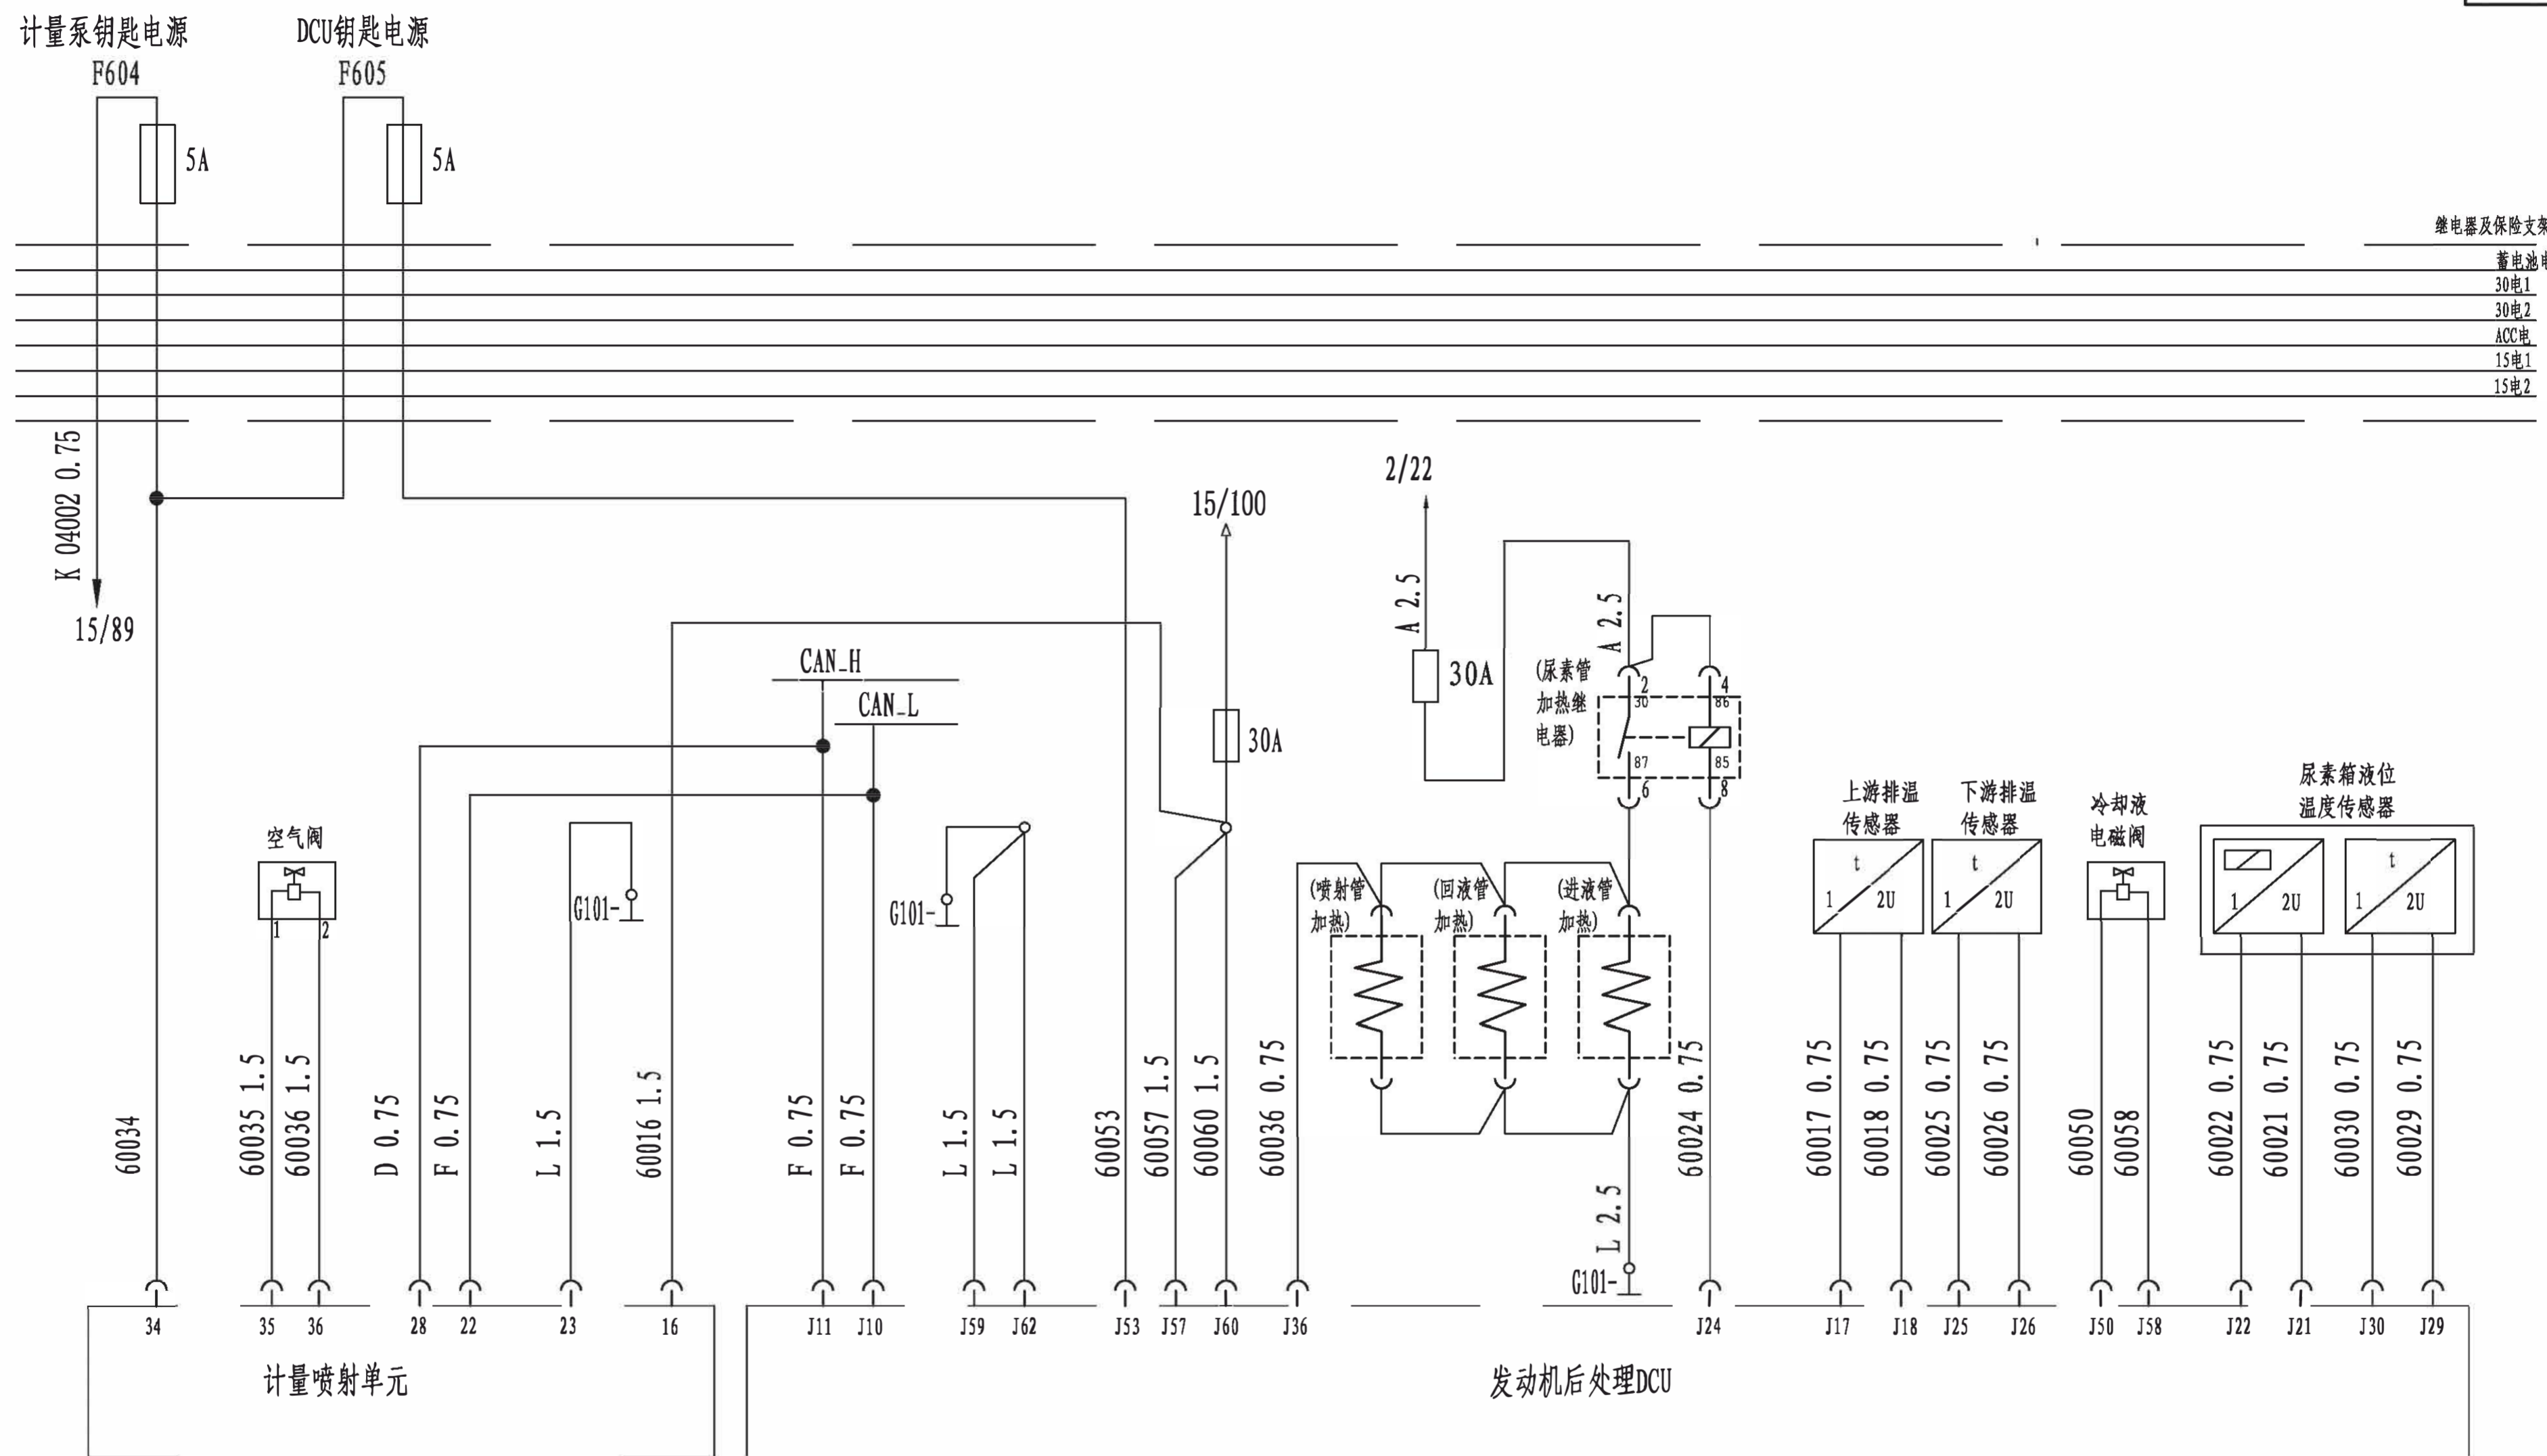 计量泵钥匙电源
F604
5A
DCU钥匙电源
F605
5A
继电器及保险支架
蓄电池
30电1
30电2
ACC电
15电1
15电2
K 04002 0.75
15/89
CAN_H
CAN_L
15/100
30A
2/22
A 2.5
30A
A 2.5
(尿素管
加热继
电器)
2
30
4
86
87
6
85
8
空气阀
1
2
G101-
G101-
(喷射管
加热)
(回液管
加热)
(进液管
加热)
上游排温
传感器
t
1
2U
下游排温
传感器
t
1
2U
冷却液
电磁阀
尿素箱液位
温度传感器
1
2U
t
1
2U
60034
60035 1.5
60036 1.5
D 0.75
F 0.75
L 1.5
60016 1.5
F 0.75
F 0.75
L 1.5
L 1.5
60053
60057 1.5
60060 1.5
60036 0.75
L 2.5
G101-
60024 0.75
60017 0.75
60018 0.75
60025 0.75
60026 0.75
60050
60058
60022 0.75
60021 0.75
60030 0.75
60029 0.75
34
35
36
28
22
23
16
J11
J10
J59
J62
J53
J57
J60
J36
J24
J17
J18
J25
J26
J50
J58
J22
J21
J30
J29
计量喷射单元
发动机后处理DCU